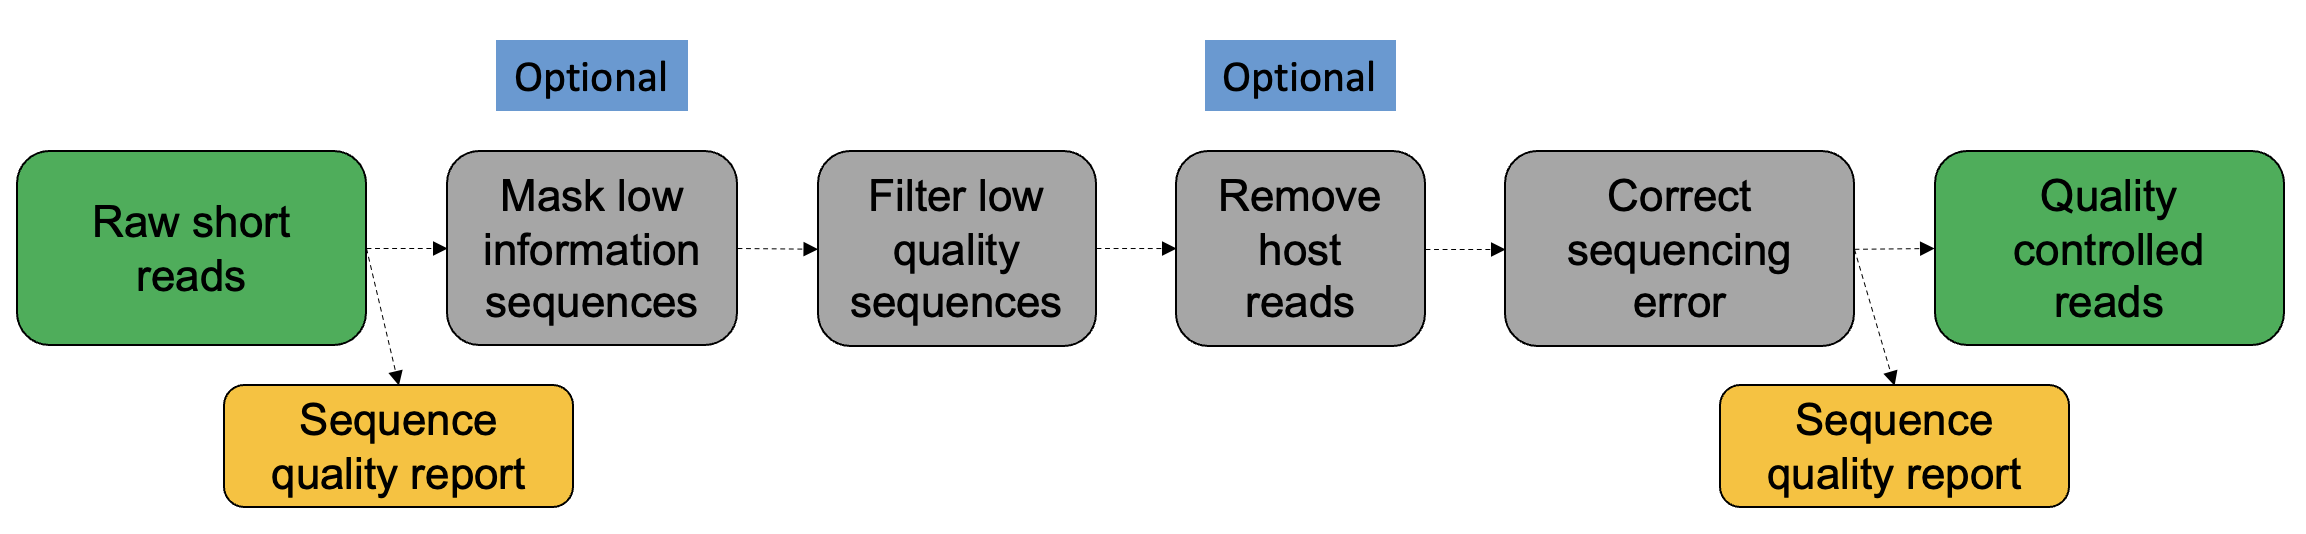 Optional
Optional
Raw short
reads
Mask low
information
sequences
Filter low
quality
sequences
Remove
host
reads
Correct
sequencing
error
Quality
controlled
reads
Sequence
quality report
Sequence
quality report